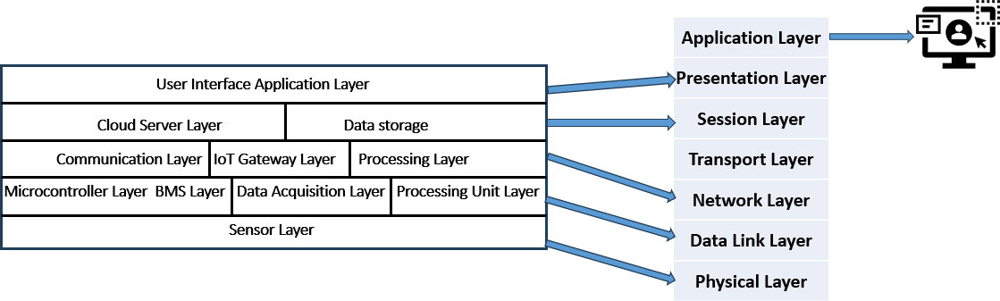 User Interface Application Layer
Cloud Server Layer
Data storage
Communication Layer
IoT Gateway Layer
Processing Layer
Microcontroller Layer BMS Layer
Data Acquisition Layer
Processing Unit Layer
Sensor Layer
Application Layer
Presentation Layer
Session Layer
Transport Layer
Network Layer
Data Link Layer
Physical Layer